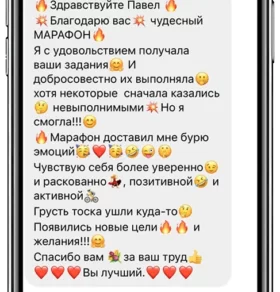 🔥Здравствуйте Павел🔥
💥Благодарю вас💥 чудесный
МАРАФОН🔥
Я с удовольствием получала
ваши задания🤗 И
добросовестно их выполняла🤭
хотя некоторые сначала казались
🤔 невыполнимыми💥Но я
смогла!!!😊
🔥Марафон доставил мне бурю
эмоций🥳❤️🤣😂🤭
Чувствую себя более уверенно😉
и раскованно💃, позитивной🤣 и
активной🚴
Грусть тоска ушли куда-то🤔
Появились новые цели🔥🔥 и
желания!!!🤗
Спасибо вам 💐 за ваш труд👍
❤️❤️❤️Вы лучший.❤️❤️❤️